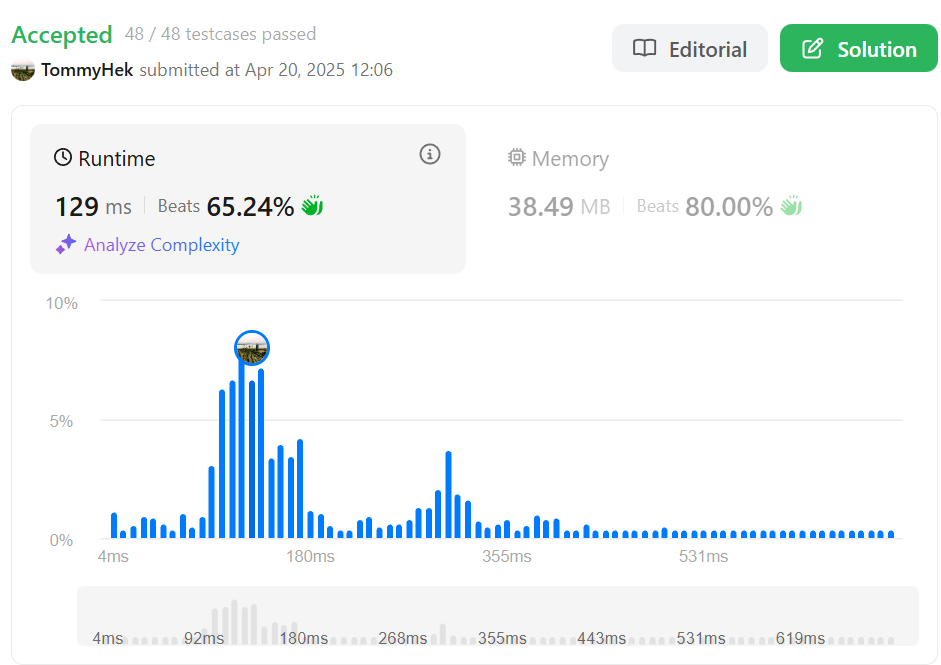 Accepted 48 / 48 testcases passed
Editorial
Solution
TommyHek submitted at Apr 20, 2025 12:06
Runtime
129 ms Beats 65.24%
Analyze Complexity
Memory
38.49 MB Beats 80.00%
10%
5%
0%
4ms 180ms 355ms 531ms
4ms 92ms 180ms 268ms 355ms 443ms 531ms 619ms